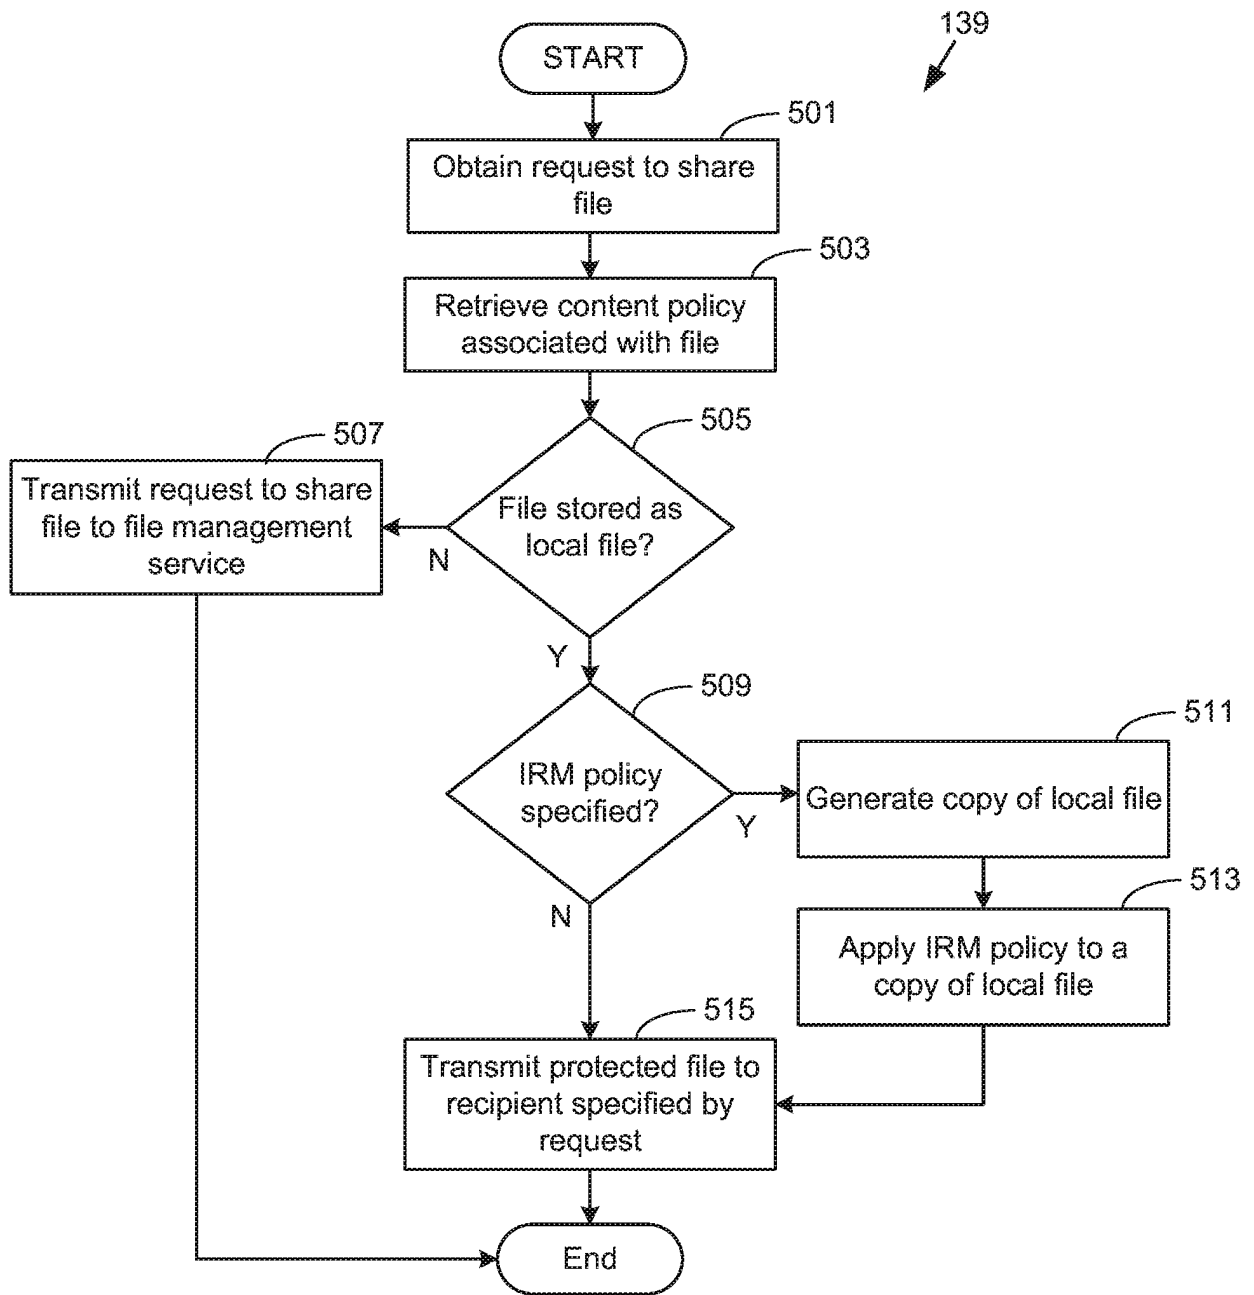 139
START
501
Obtain request to share
file
503
Retrieve content policy
associated with file
505
File stored as
local file?
507
Transmit request to share
file to file management
service
N
Y
509
IRM policy
specified?
Y
N
511
Generate copy of local file
513
Apply IRM policy to a
copy of local file
515
Transmit protected file to
recipient specified by
request
End